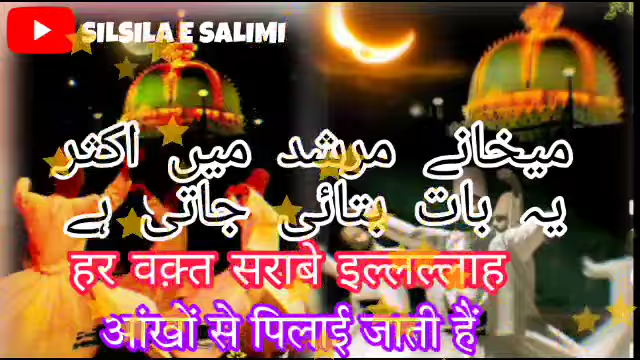 SILSILA E SALIMI
میخانے مرشد میں اکثر
یہ بات بتائی جاتی ہے
हर वक़्त सराबे इल्लल्लाह
आंखों से पिलाई जाती हैं